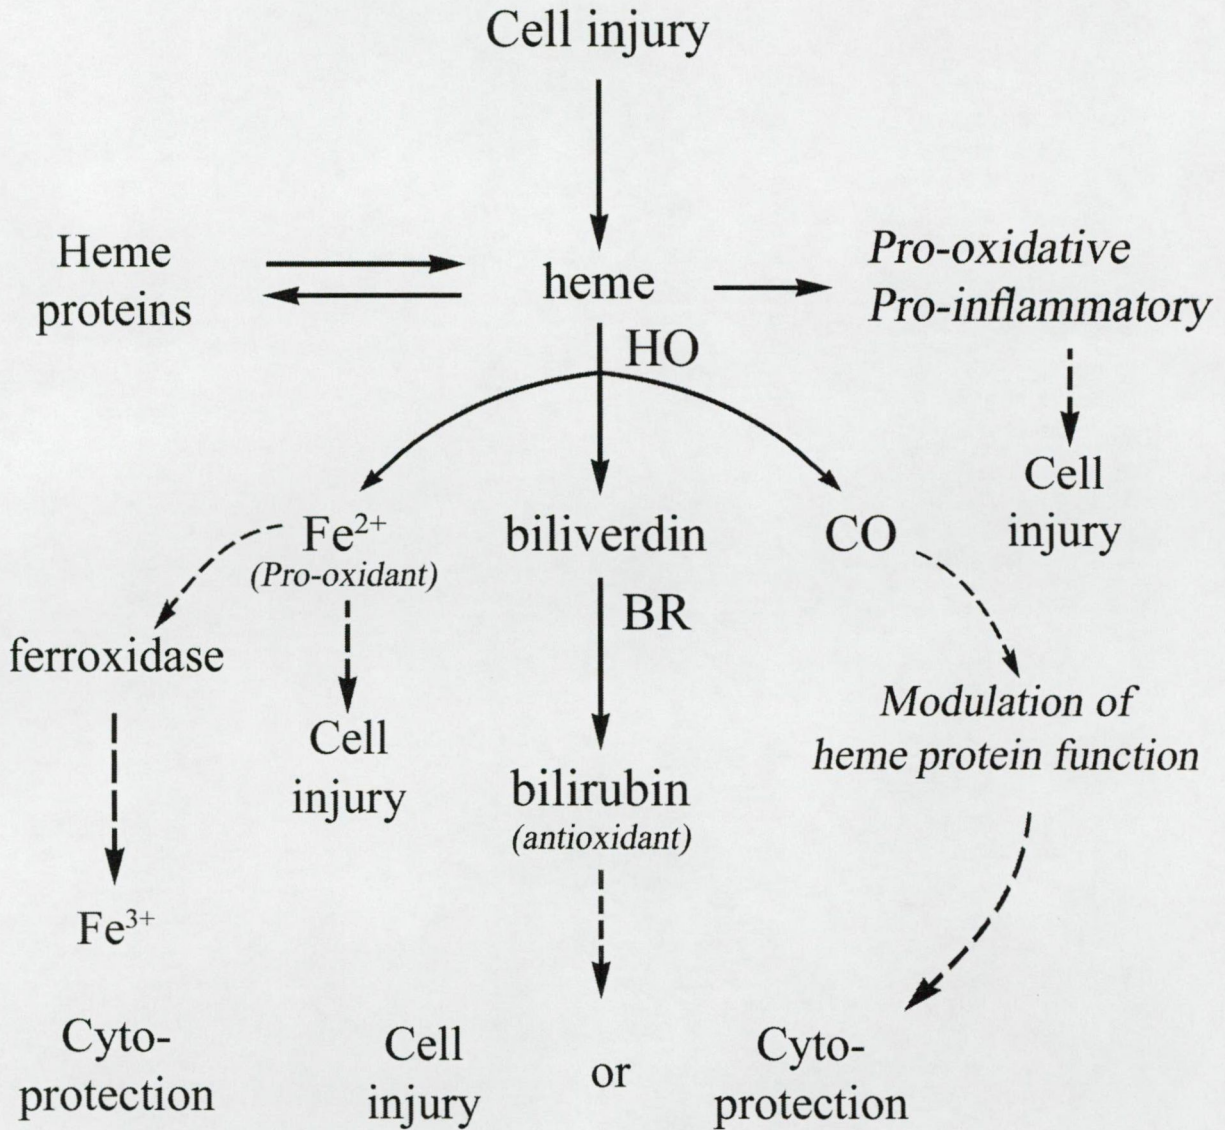 Cell injury
Heme
proteins
heme
Pro-oxidative
Pro-inflammatory
HO
Cell
injury
Fe²⁺
(Pro-oxidant)
biliverdin
CO
BR
ferroxidase
Cell
injury
bilirubin
(antioxidant)
Modulation of
heme protein function
Fe³⁺
Cyto-
protection
Cell
injury
or
Cyto-
protection